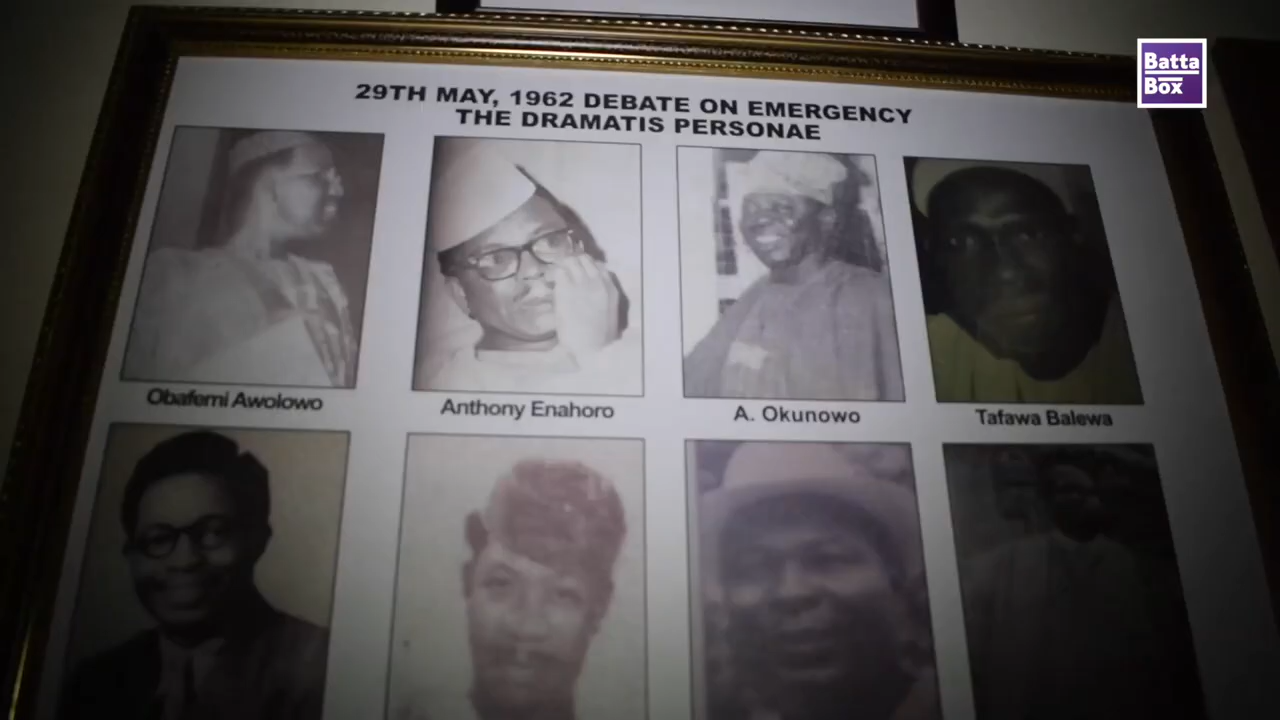 Batta
Box
29TH MAY, 1962 DEBATE ON EMERGENCY
THE DRAMATIS PERSONAE
Obafemi Awolowo
Anthony Enahoro
A. Okunowo
Tafawa Balewa